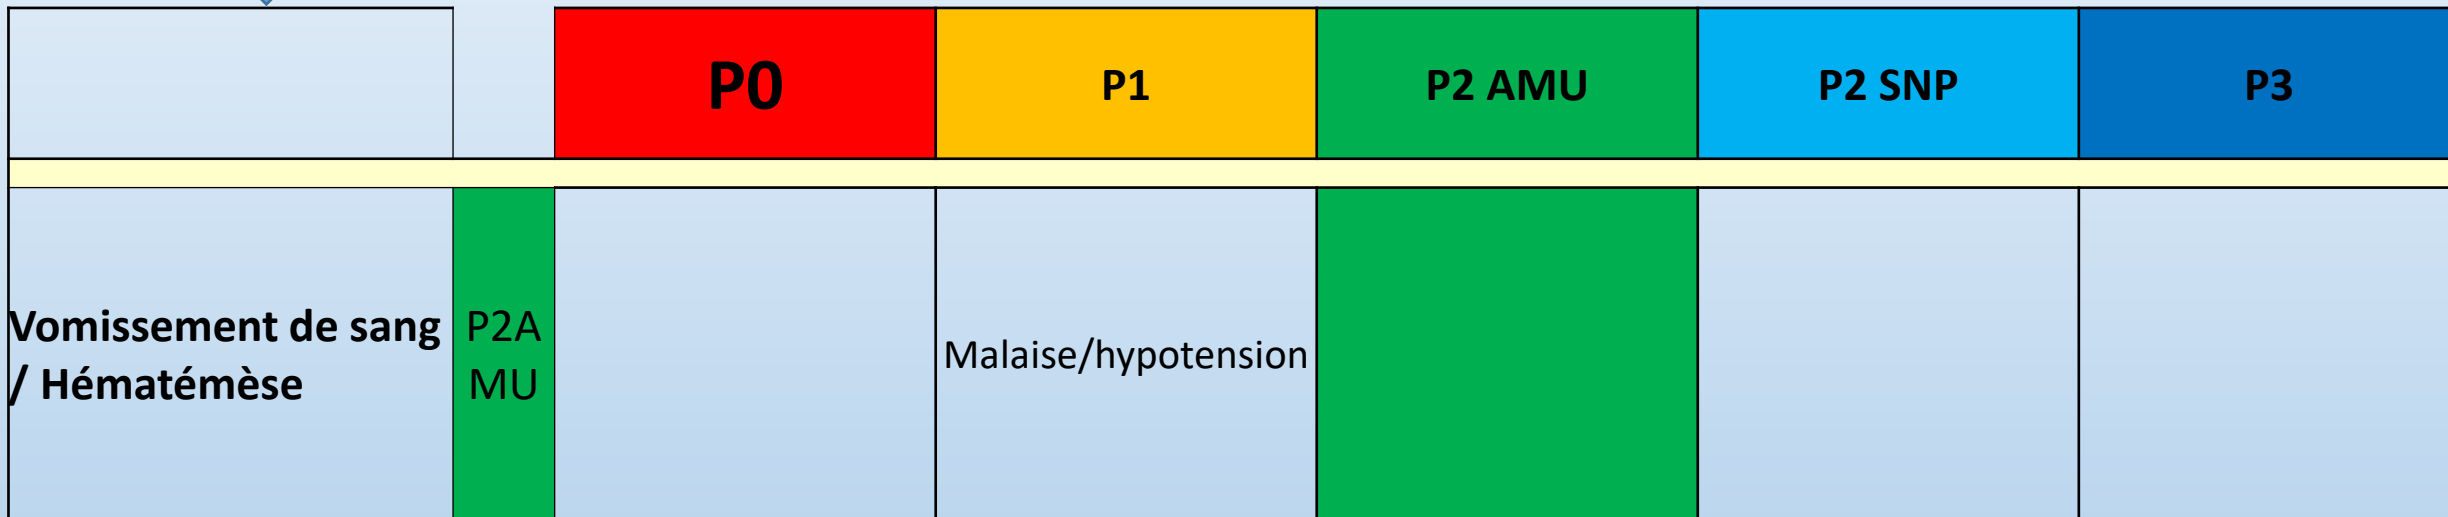 P0
P1
P2 AMU
P2 SNP
P3
Vomissement de sang
/ Hématémèse
P2A
MU
Malaise/hypotension